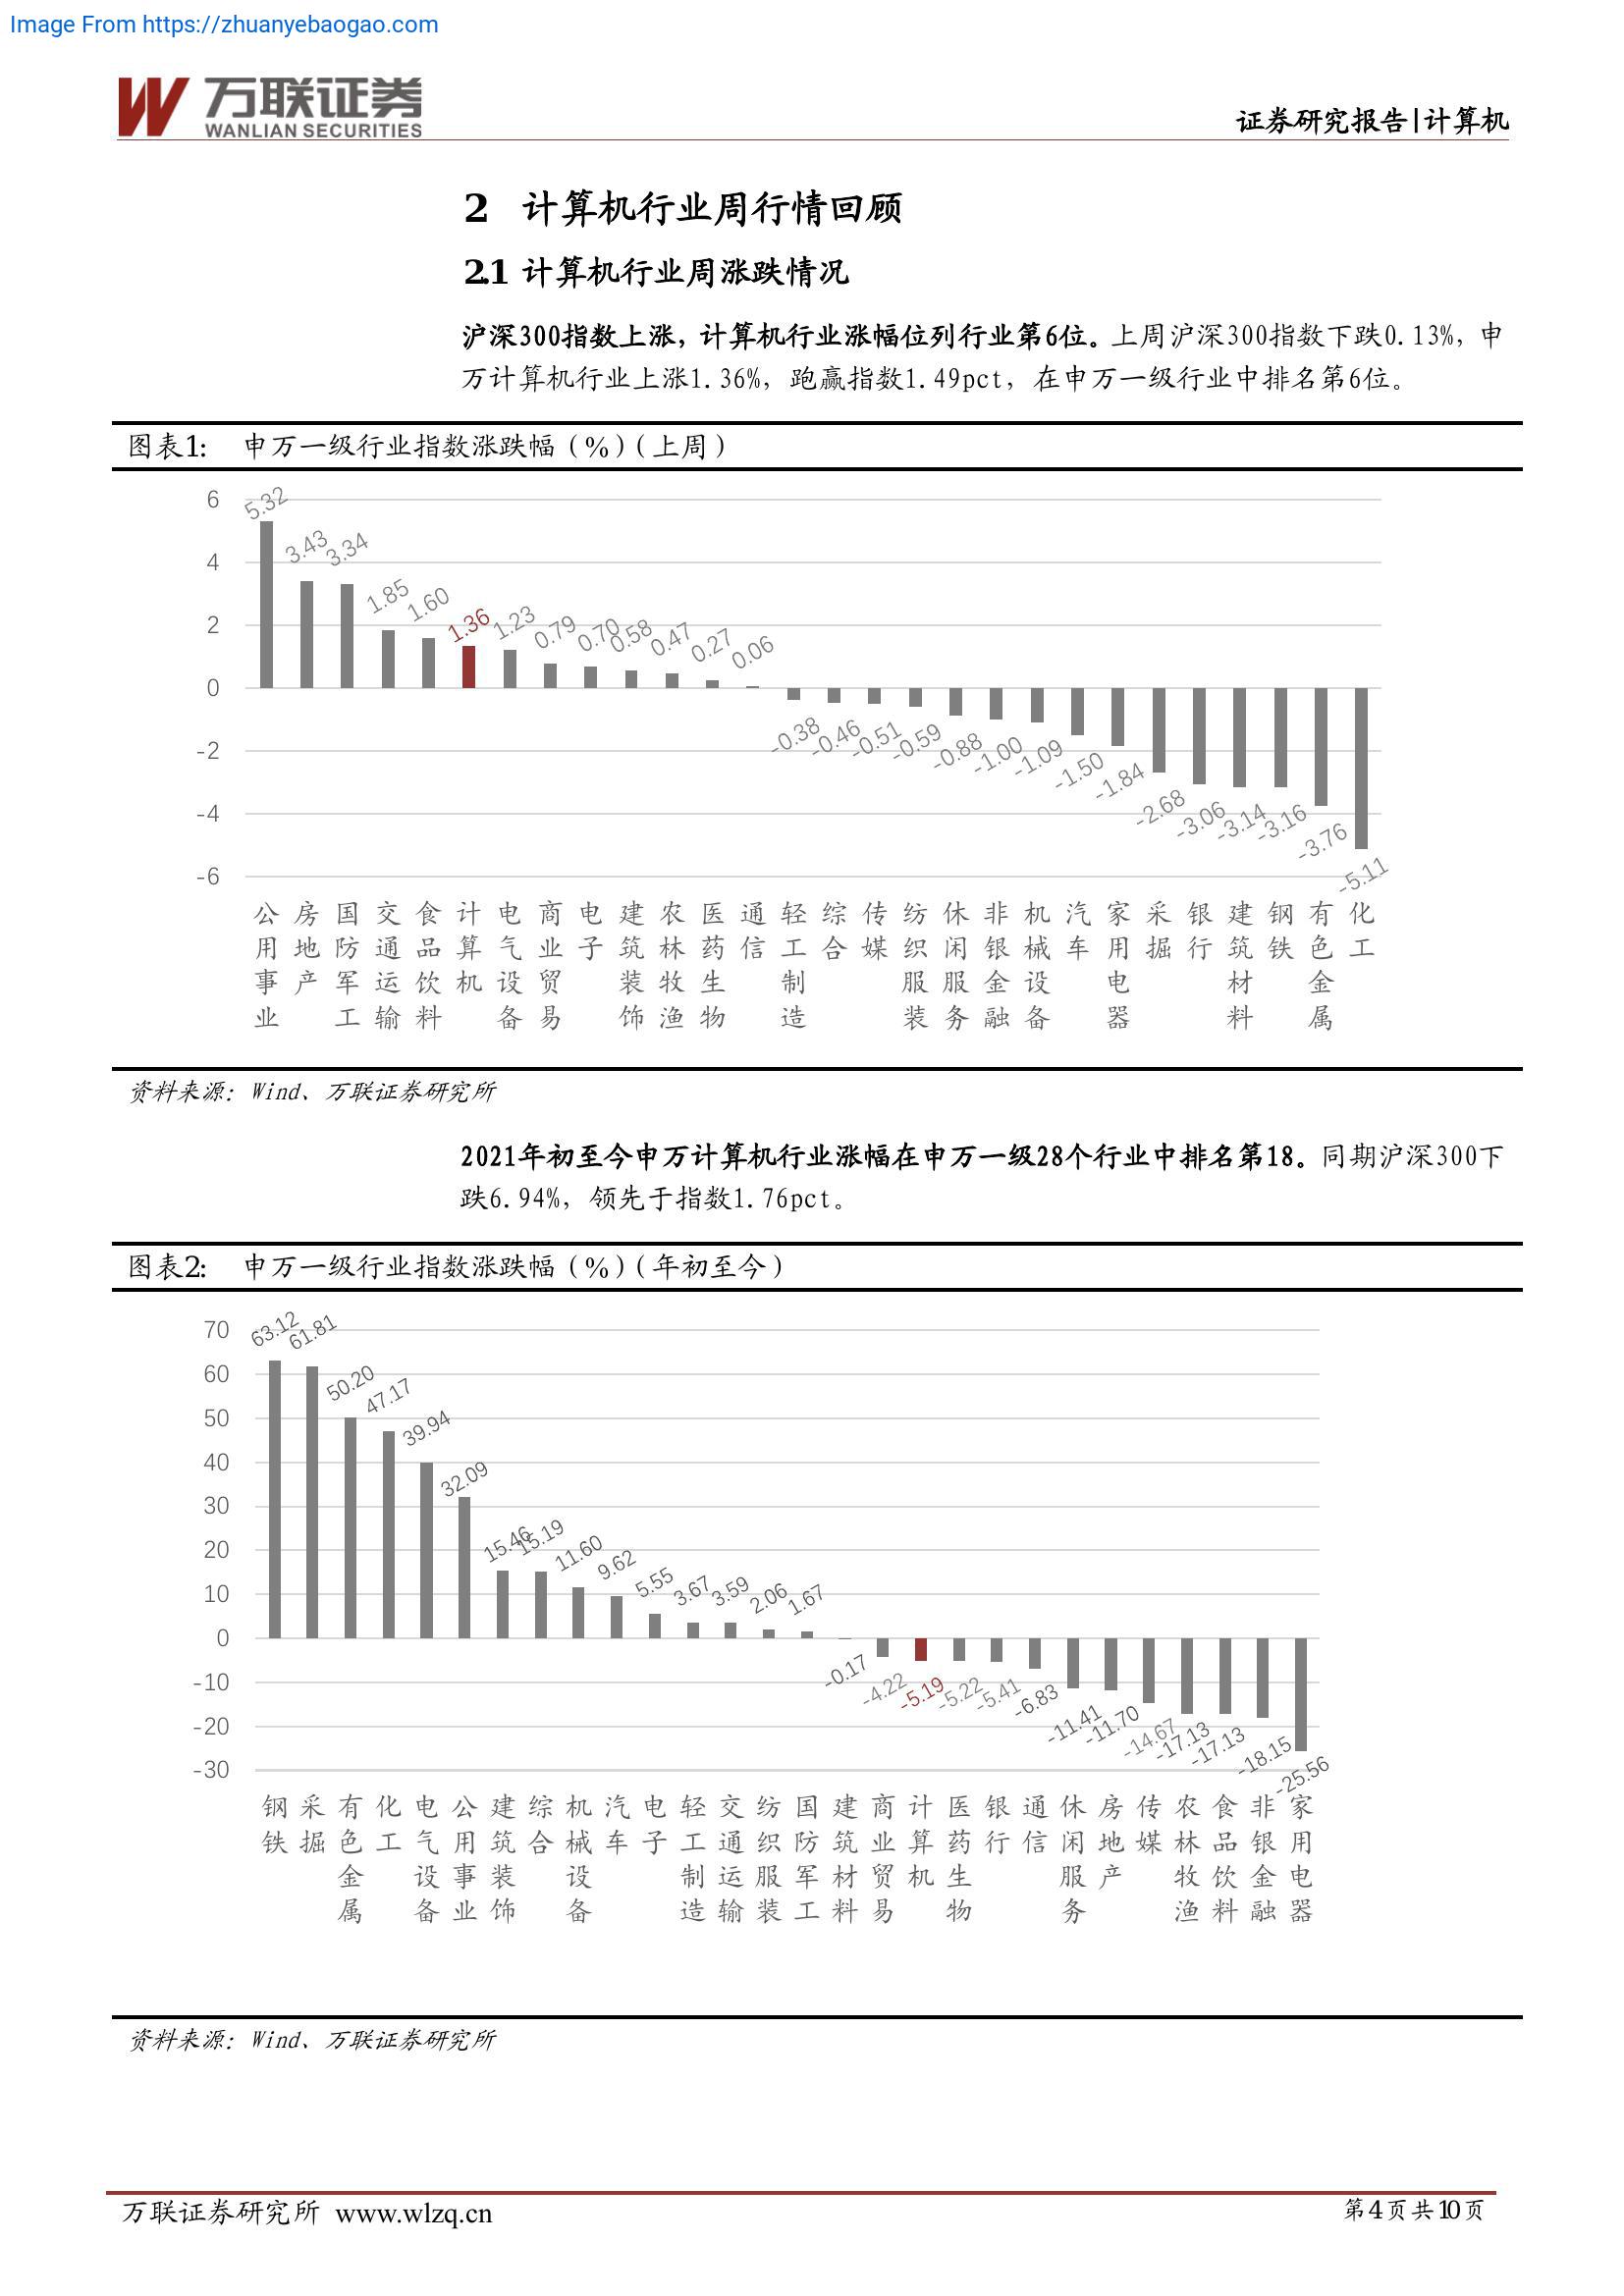 Image From https://zhuanyebaogao.com
万联证券
WANLIAN SECURITIES
证券研究报告|计算机
2 计算机行业周行情回顾
2.1 计算机行业周涨跌情况
沪深300指数上涨，计算机行业涨幅位列行业第6位。上周沪深300指数下跌0.13%，申
万计算机行业上涨1.36%，跑赢指数1.49pct，在申万一级行业中排名第6位。
图表1: 申万一级行业指数涨跌幅（%）(上周）
6
4
2
0
-2
-4
-6
5.32 3.43 3.34 1.85 1.60 1.36 1.23 0.79 0.70 0.58 0.47 0.27 0.06 -0.38 -0.46 -0.51 -0.59 -0.88 -1.00 -1.09 -1.50 -1.84 -2.68 -3.06 -3.14 -3.16 -3.76 -5.11
公用事业 房地产 国防军工 交通运输 食品饮料 计算机 电气设备 商业贸易 电子 建筑装饰 农林牧渔 医药生物 通信 轻工制造 综合 传媒 纺织服装 休闲服务 非银金融 机械设备 汽车 家用电器 采掘 银行 建筑材料 钢铁 有色金属 化工
资料来源：Wind、万联证券研究所
2021年初至今申万计算机行业涨幅在申万一级28个行业中排名第18。同期沪深300下
跌6.94%，领先于指数1.76pct。
图表2: 申万一级行业指数涨跌幅（%）(年初至今）
70
60
50
40
30
20
10
0
-10
-20
-30
63.12 61.81 50.20 47.17 39.94 32.09 15.46 15.19 11.60 9.62 5.55 3.67 3.59 2.06 1.67 -0.17 -4.22 -5.19 -5.22 -5.41 -6.83 -11.41 -11.70 -14.67 -17.13 -17.13 -18.15 -25.56
钢铁 采掘 有色金属 化工 电气设备 公用事业 建筑装饰 综合 机械设备 汽车 电子 轻工制造 交通运输 纺织服装 国防军工 建筑材料 商业贸易 计算机 医药生物 银行 通信 休闲服务 房地产 传媒 农林牧渔 食品饮料 非银金融 家用电器
资料来源：Wind、万联证券研究所
万联证券研究所 www.wlzq.cn
第4页共10页